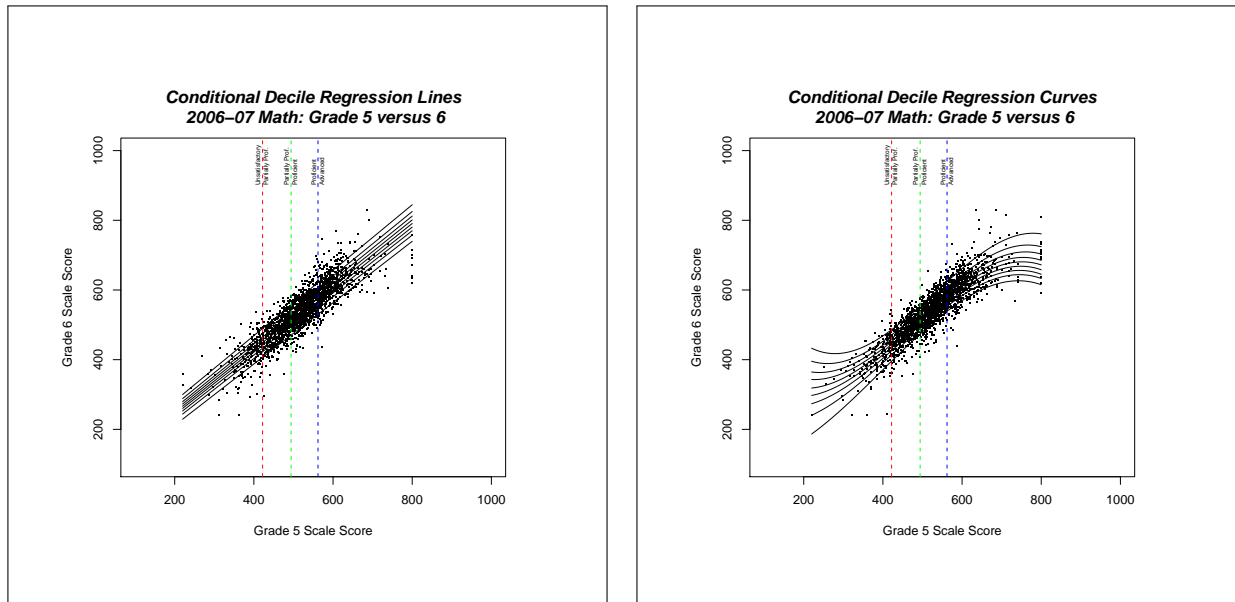 Conditional Decile Regression Lines
2006–07 Math: Grade 5 versus 6
Unsatisfactory
Partially Prof.
Partially Prof.
Proficient
Proficient
Advanced
1000
800
600
400
200
Grade 6 Scale Score
200 400 600 800 1000
Grade 5 Scale Score
Conditional Decile Regression Curves
2006–07 Math: Grade 5 versus 6
Unsatisfactory
Partially Prof.
Partially Prof.
Proficient
Proficient
Advanced
1000
800
600
400
200
Grade 6 Scale Score
200 400 600 800 1000
Grade 5 Scale Score